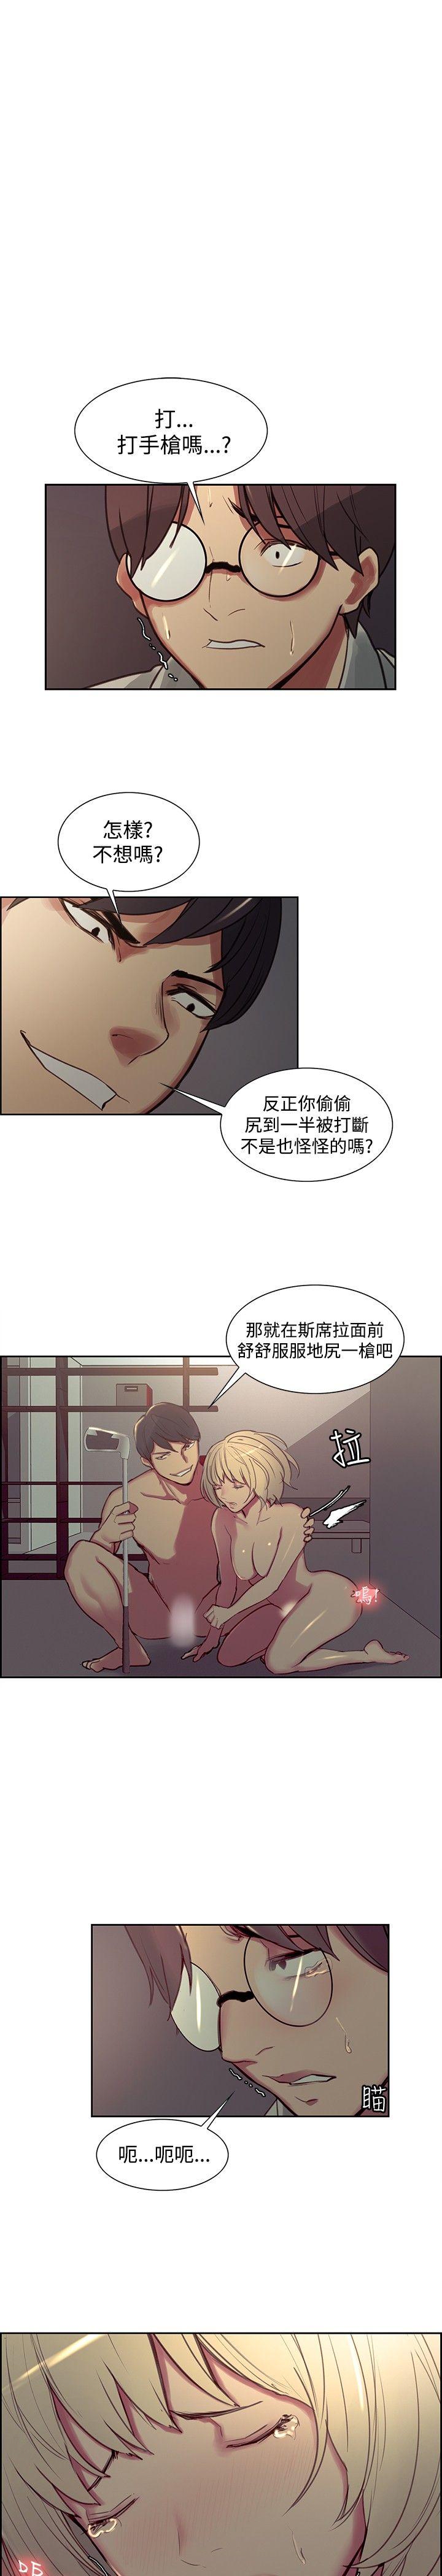 打...
打手槍嗎...?
怎樣?
不想嗎?
反正你偷偷
尻到一半被打斷
不是也怪怪的嗎?
那就在斯席拉面前
舒舒服服地尻一槍吧
拉
嗚!
瞄
呃...呃呃...